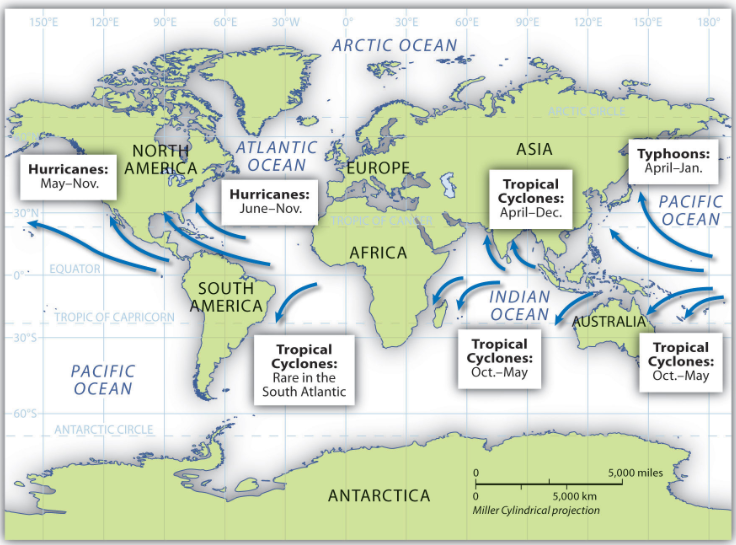 150°E 120°W 90°W 60°W 30°W 0° 30°E 60°E 90°E 120°E 150°E 180°
ARCTIC OCEAN
ARCTIC CIRCLE
NORTH
AMERICA
ATLANTIC
OCEAN
EUROPE
ASIA
Typhoons:
April–Jan.
Hurricanes:
May–Nov.
Hurricanes:
June–Nov.
Tropical
Cyclones:
April–Dec.
PACIFIC
OCEAN
30°N
TROPIC OF CANCER
AFRICA
EQUATOR
0°
SOUTH
AMERICA
INDIAN
OCEAN
TROPIC OF CAPRICORN
AUSTRALIA
30°S
Tropical
Cyclones:
Rare in the
South Atlantic
Tropical
Cyclones:
Oct.–May
Tropical
Cyclones:
Oct.–May
PACIFIC
OCEAN
60°S
ANTARCTIC CIRCLE
ANTARCTICA
0 5,000 miles
0 5,000 km
Miller Cylindrical projection